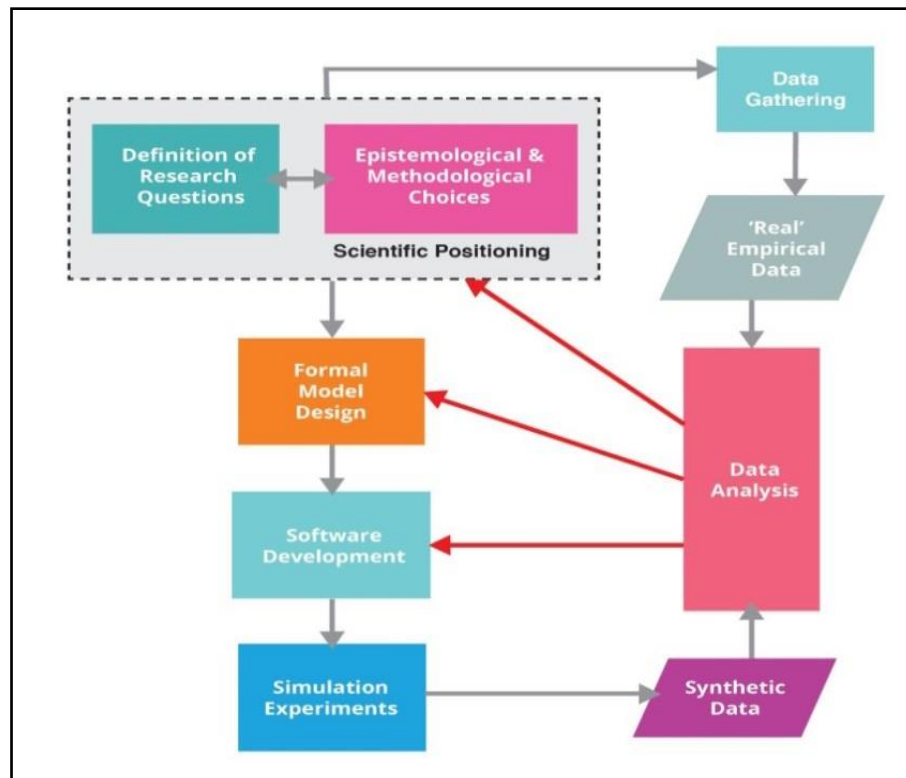 Data
Gathering
Definition of
Research
Questions
Epistemological &
Methodological
Choices
Scientific Positioning
'Real'
Empirical
Data
Formal
Model
Design
Data
Analysis
Software
Development
Simulation
Experiments
Synthetic
Data